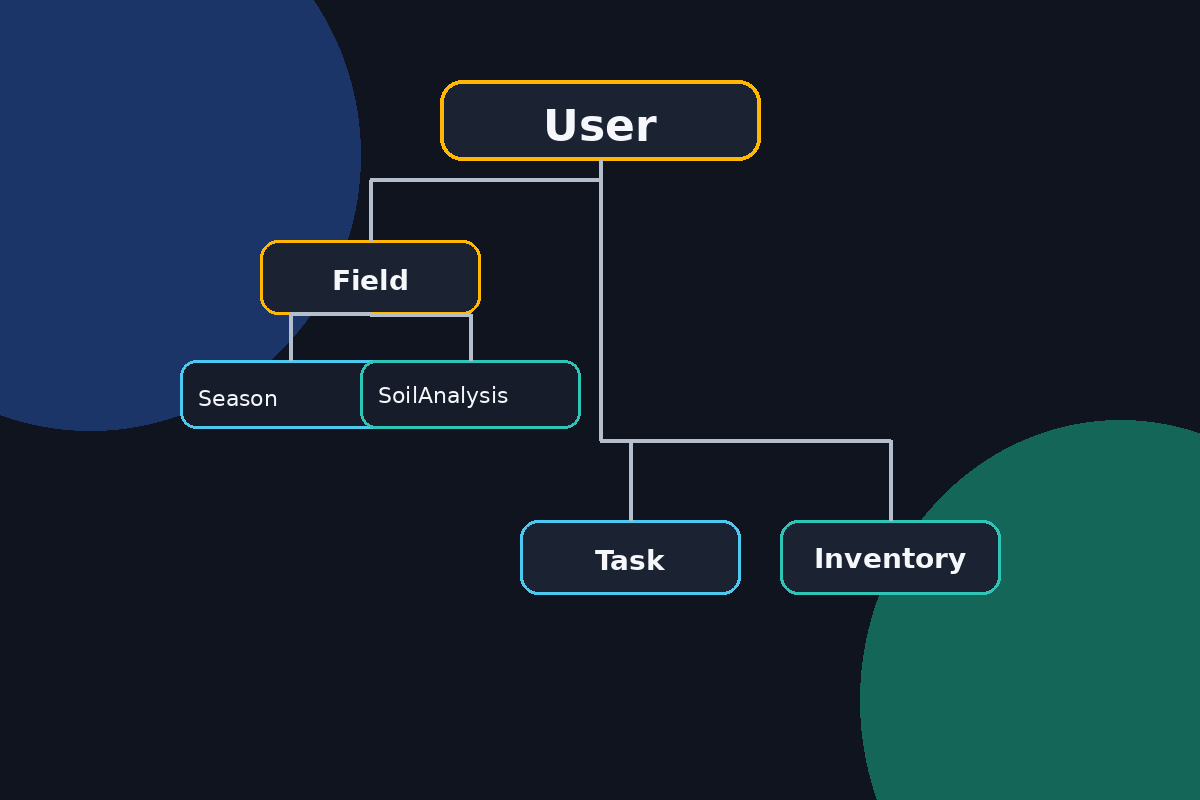 User
Field
Season
SoilAnalysis
Task
Inventory